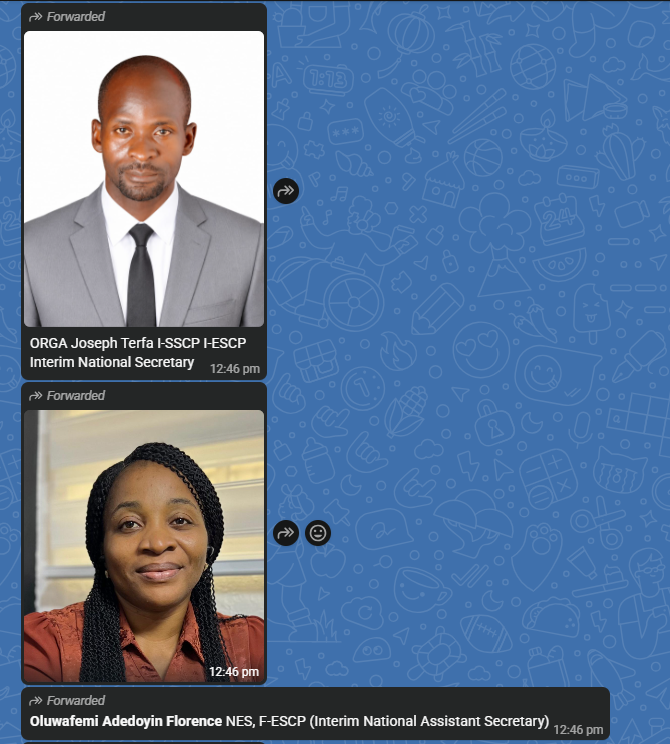 Forwarded
ORGA Joseph Terfa I-SSCP I-ESCP
Interim National Secretary
12:46 pm
Forwarded
12:46 pm
Forwarded
Oluwafemi Adedoyin Florence NES, F-ESCP (Interim National Assistant Secretary)
12:46 pm